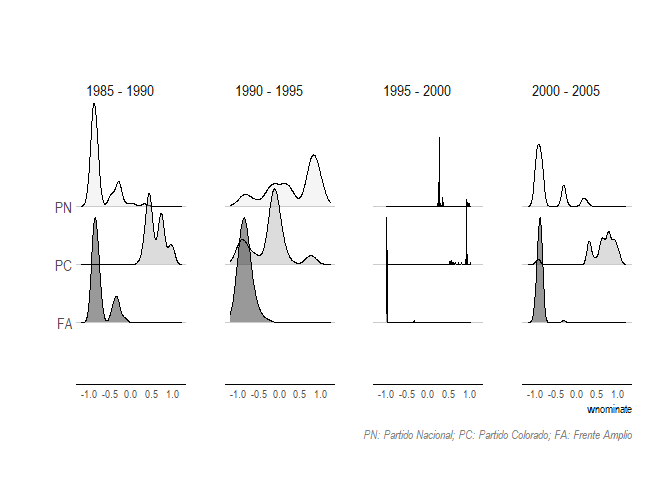 1985 - 1990 1990 - 1995 1995 - 2000 2000 - 2005
PN
PC
FA
-1.0 -0.5 0.0 0.5 1.0 -1.0 -0.5 0.0 0.5 1.0 -1.0 -0.5 0.0 0.5 1.0 -1.0 -0.5 0.0 0.5 1.0
wnominate
PN: Partido Nacional; PC: Partido Colorado; FA: Frente Amplio